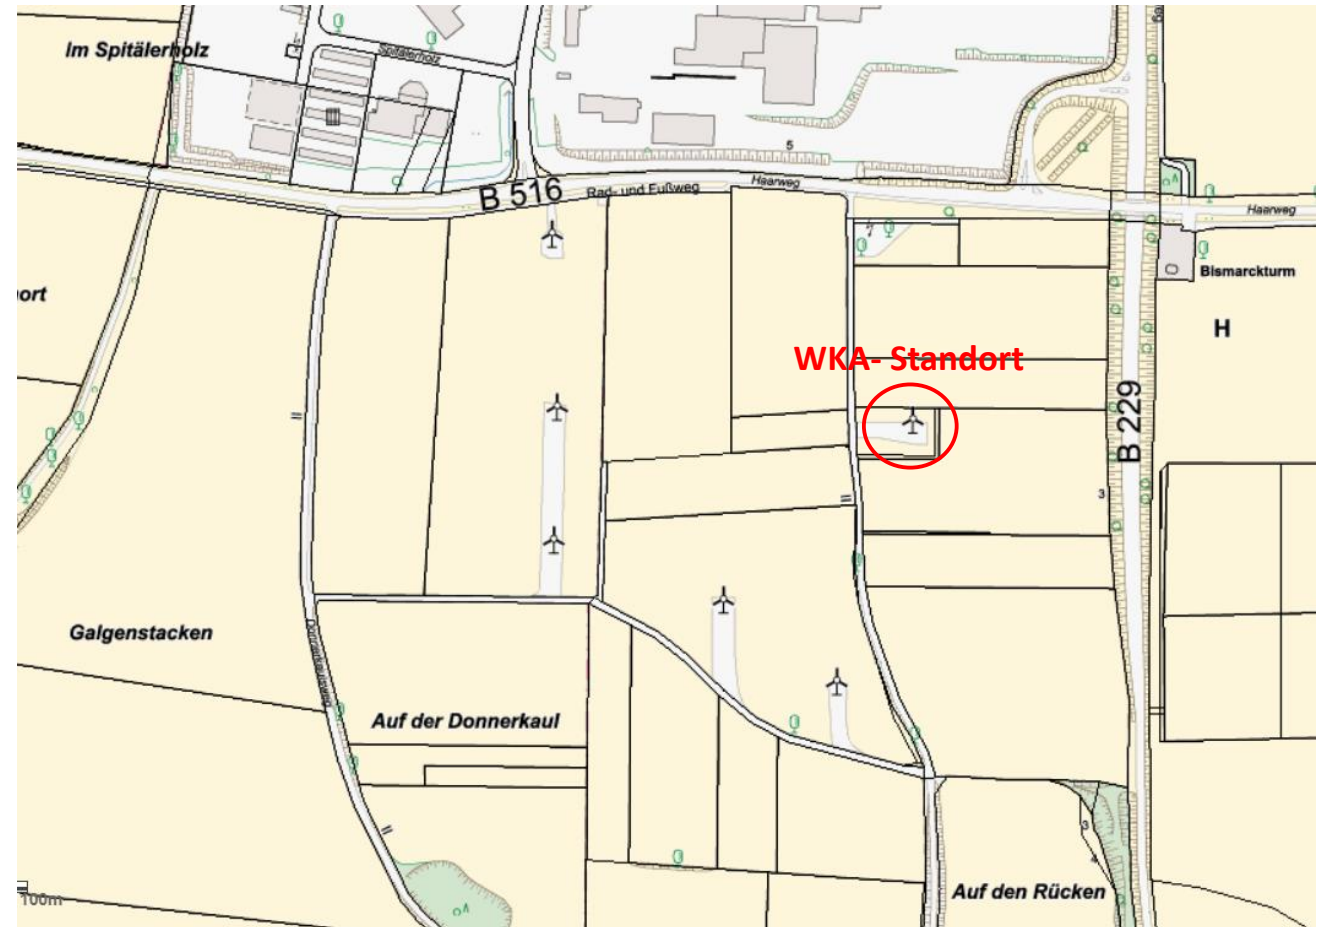 Im Spitälerholz
Spitälerholz
5
B 516
Rad- und Fußweg
Haarweg
Haarweg
Bismarckturm
ort
H
WKA- Standort
B 229
3
Galgenstacken
Auf der Donnerkaul
3
4
Auf den Rücken
100m